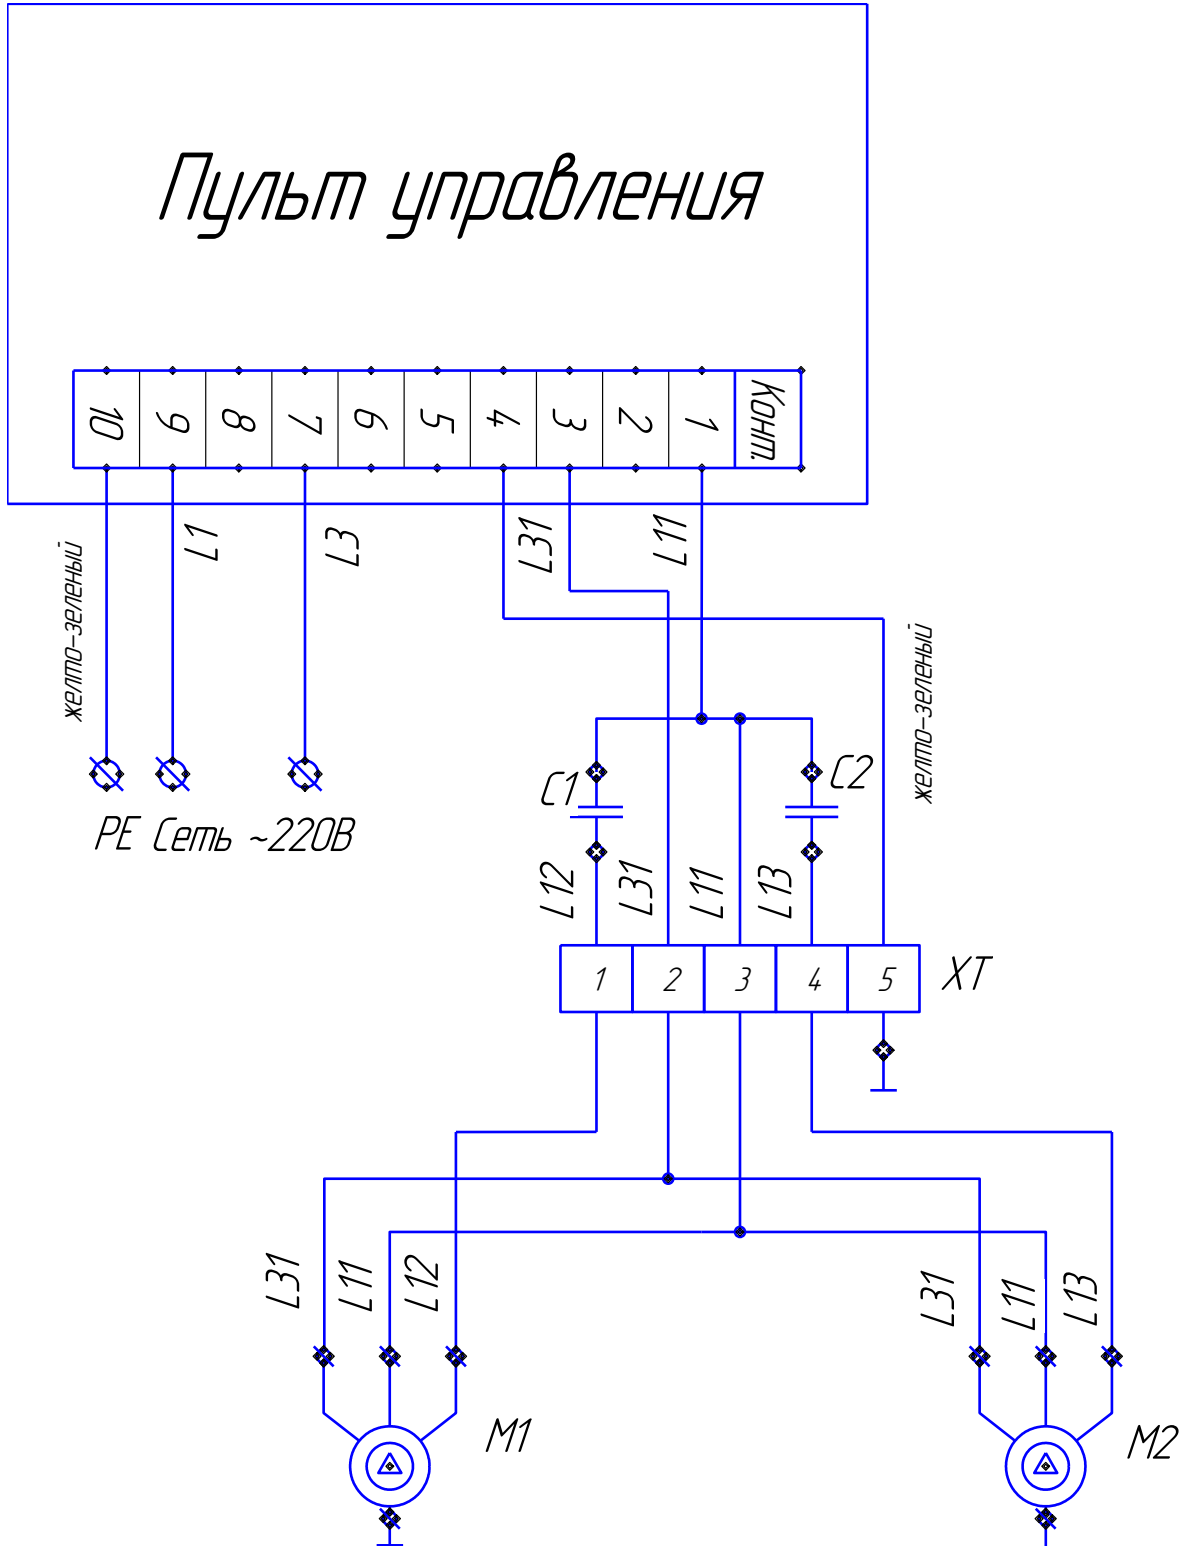 Пульт управления
10 9 8 7 6 5 4 3 2 1 Конт.
желто-зеленый
L1
L3
L31
L11
желто-зеленый
PE Сеть ~220В
C1
C2
L12
L31
L11
L13
1 2 3 4 5
XT
L31
L11
L12
L31
L11
L13
M1
M2